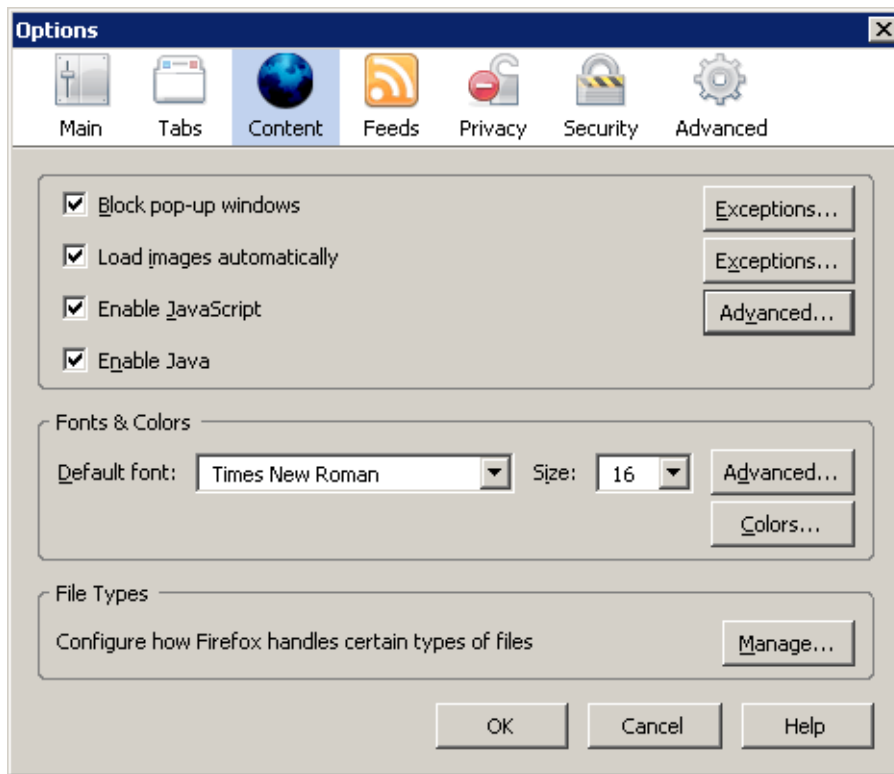 Options
Main Tabs Content Feeds Privacy Security Advanced
Block pop-up windows Exceptions...
Load images automatically Exceptions...
Enable JavaScript Advanced...
Enable Java
Fonts & Colors
Default font: Times New Roman Size: 16 Advanced...
Colors...
File Types
Configure how Firefox handles certain types of files Manage...
OK Cancel Help